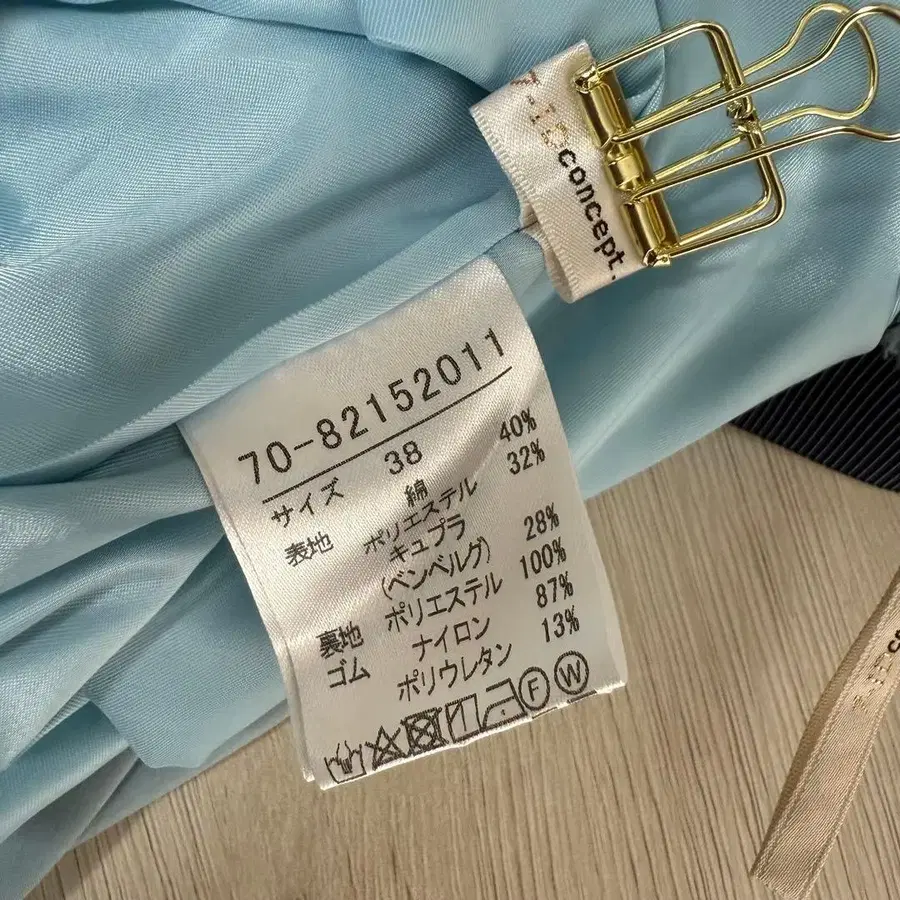 concept.
70-82152011
サイズ 38
表地 綿 40%
ポリエステル 32%
キュプラ
(ベンベルグ) 28%
裏地 ポリエステル 100%
ゴム ナイロン 87%
ポリウレタン 13%
F W